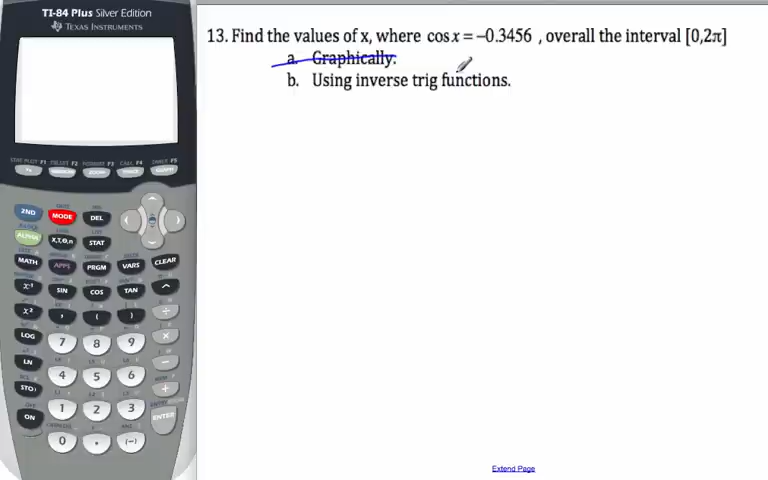 TI-84 Plus Silver Edition
TEXAS INSTRUMENTS
13. Find the values of x, where cos x = −0.3456 , overall the interval [0,2π]
a. Graphically.
b. Using inverse trig functions.
2ND MODE DEL
ALPHA X,T,θ,n STAT
MATH APPS PRGM VARS CLEAR
x⁻¹ SIN COS TAN ^
x² , ( ) ÷
LOG 7 8 9 ×
LN 4 5 6 −
STO› 1 2 3 +
ON 0 . (−) ENTER
Extend Page